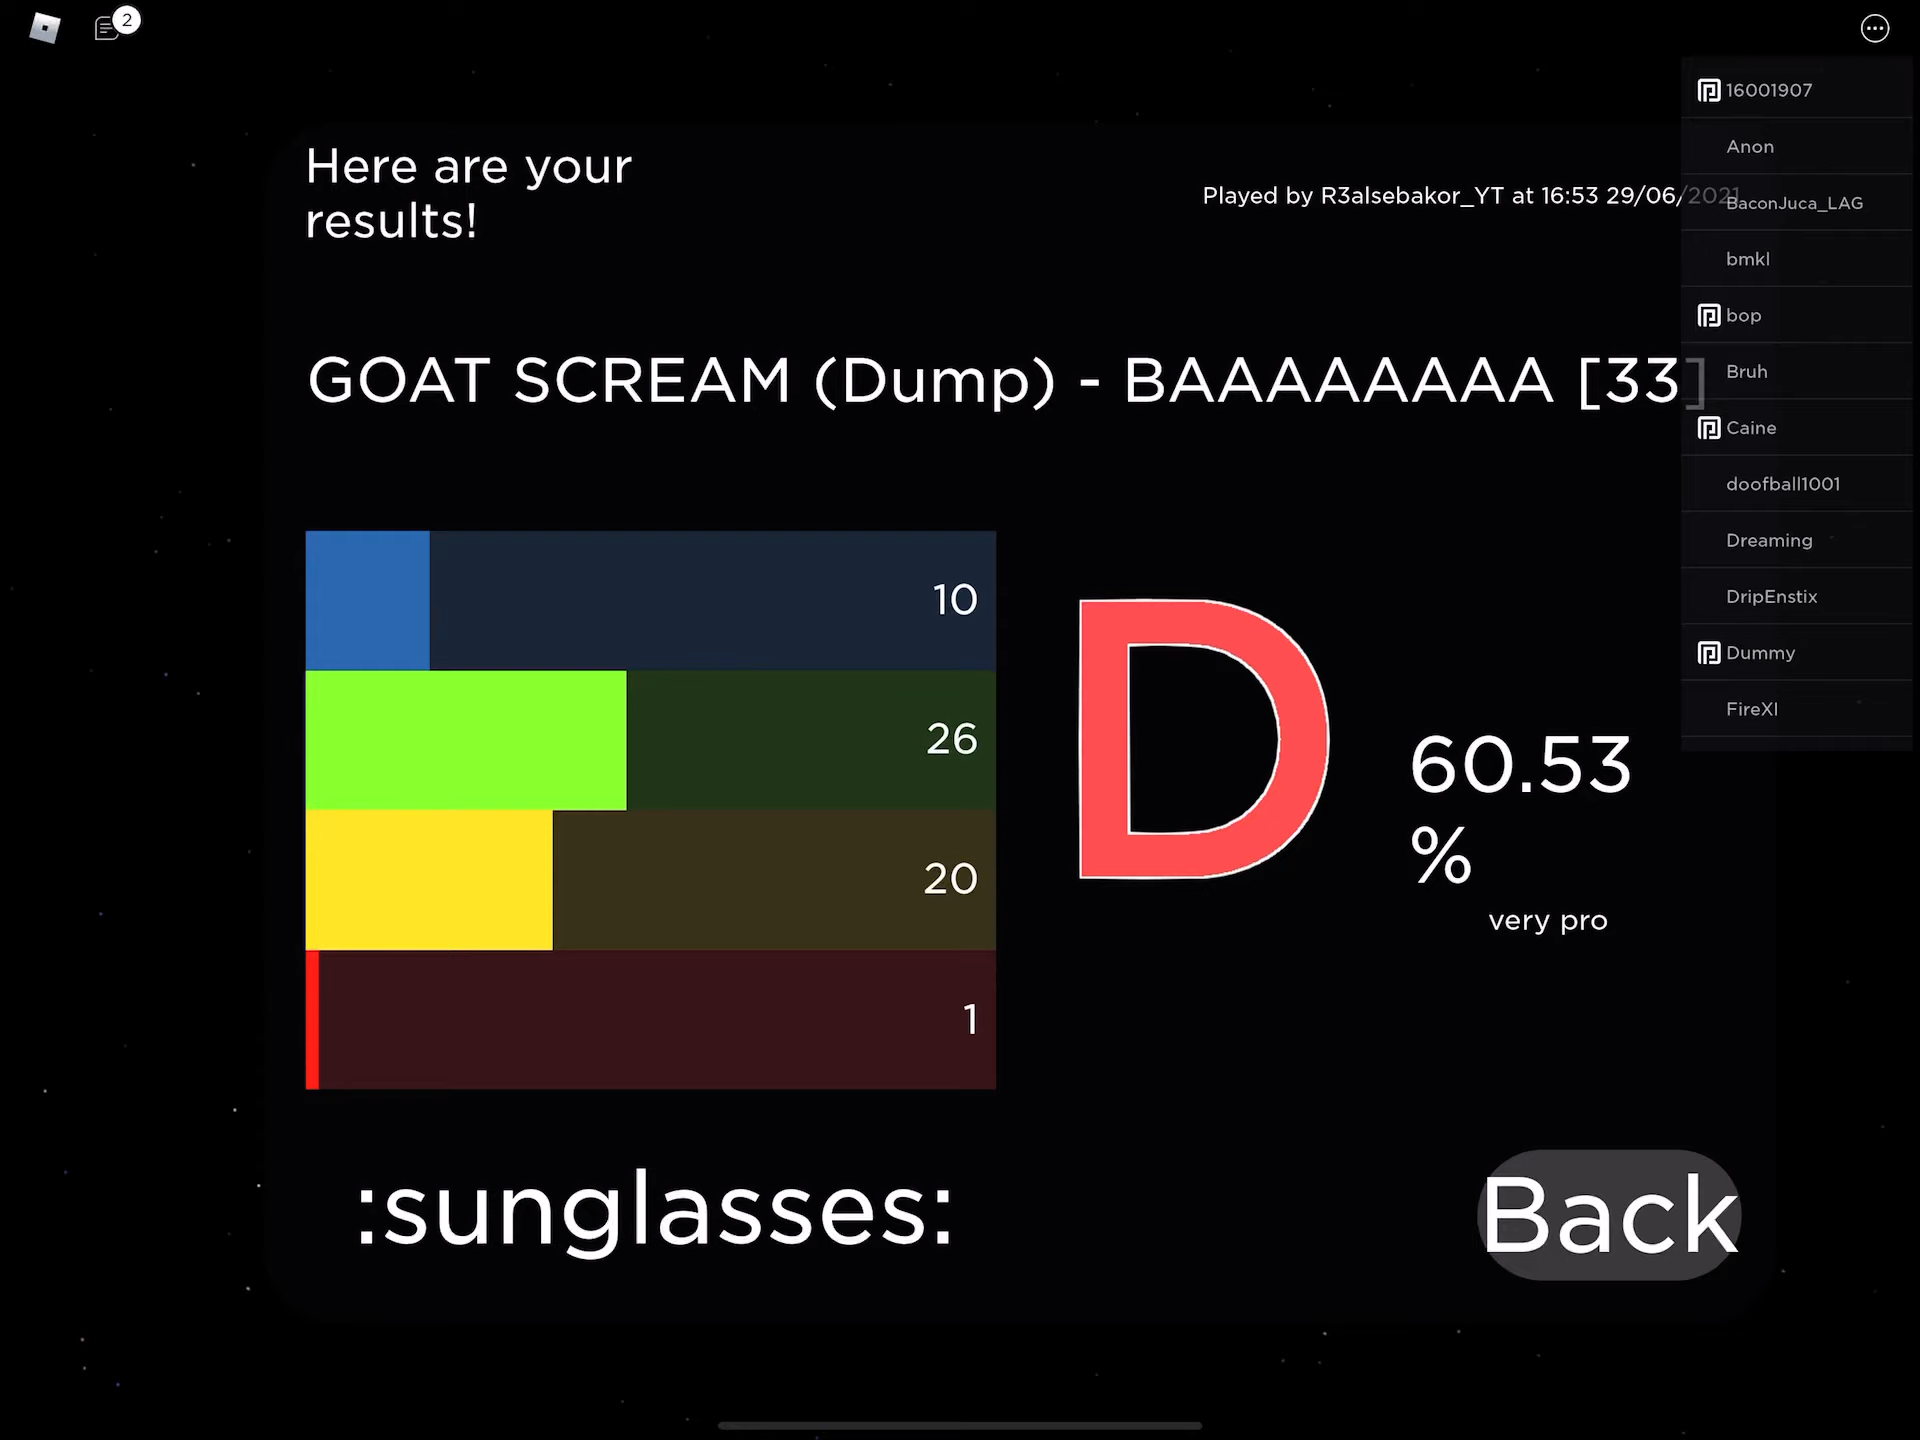 2
Here are your
results!
Played by R3alsebakor_YT at 16:53 29/06/2021
GOAT SCREAM (Dump) - BAAAAAAAA [33]
10
26
20
1
D
60.53
%
very pro
:sunglasses:
Back
16001907
Anon
BaconJuca_LAG
bmkl
bop
Bruh
Caine
doofball1001
Dreaming
DripEnstix
Dummy
FireXl